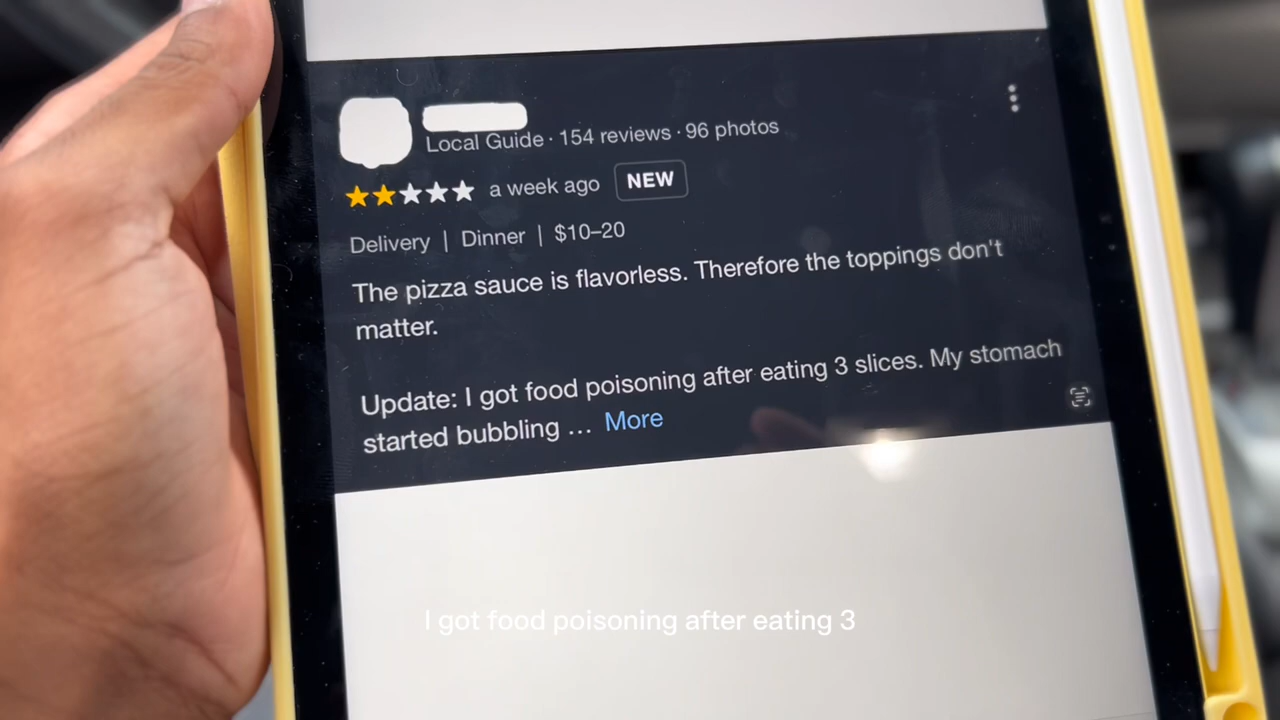 Local Guide · 154 reviews · 96 photos
a week ago NEW
Delivery | Dinner | $10–20
The pizza sauce is flavorless. Therefore the toppings don't
matter.
Update: I got food poisoning after eating 3 slices. My stomach
started bubbling ... More
I got food poisoning after eating 3